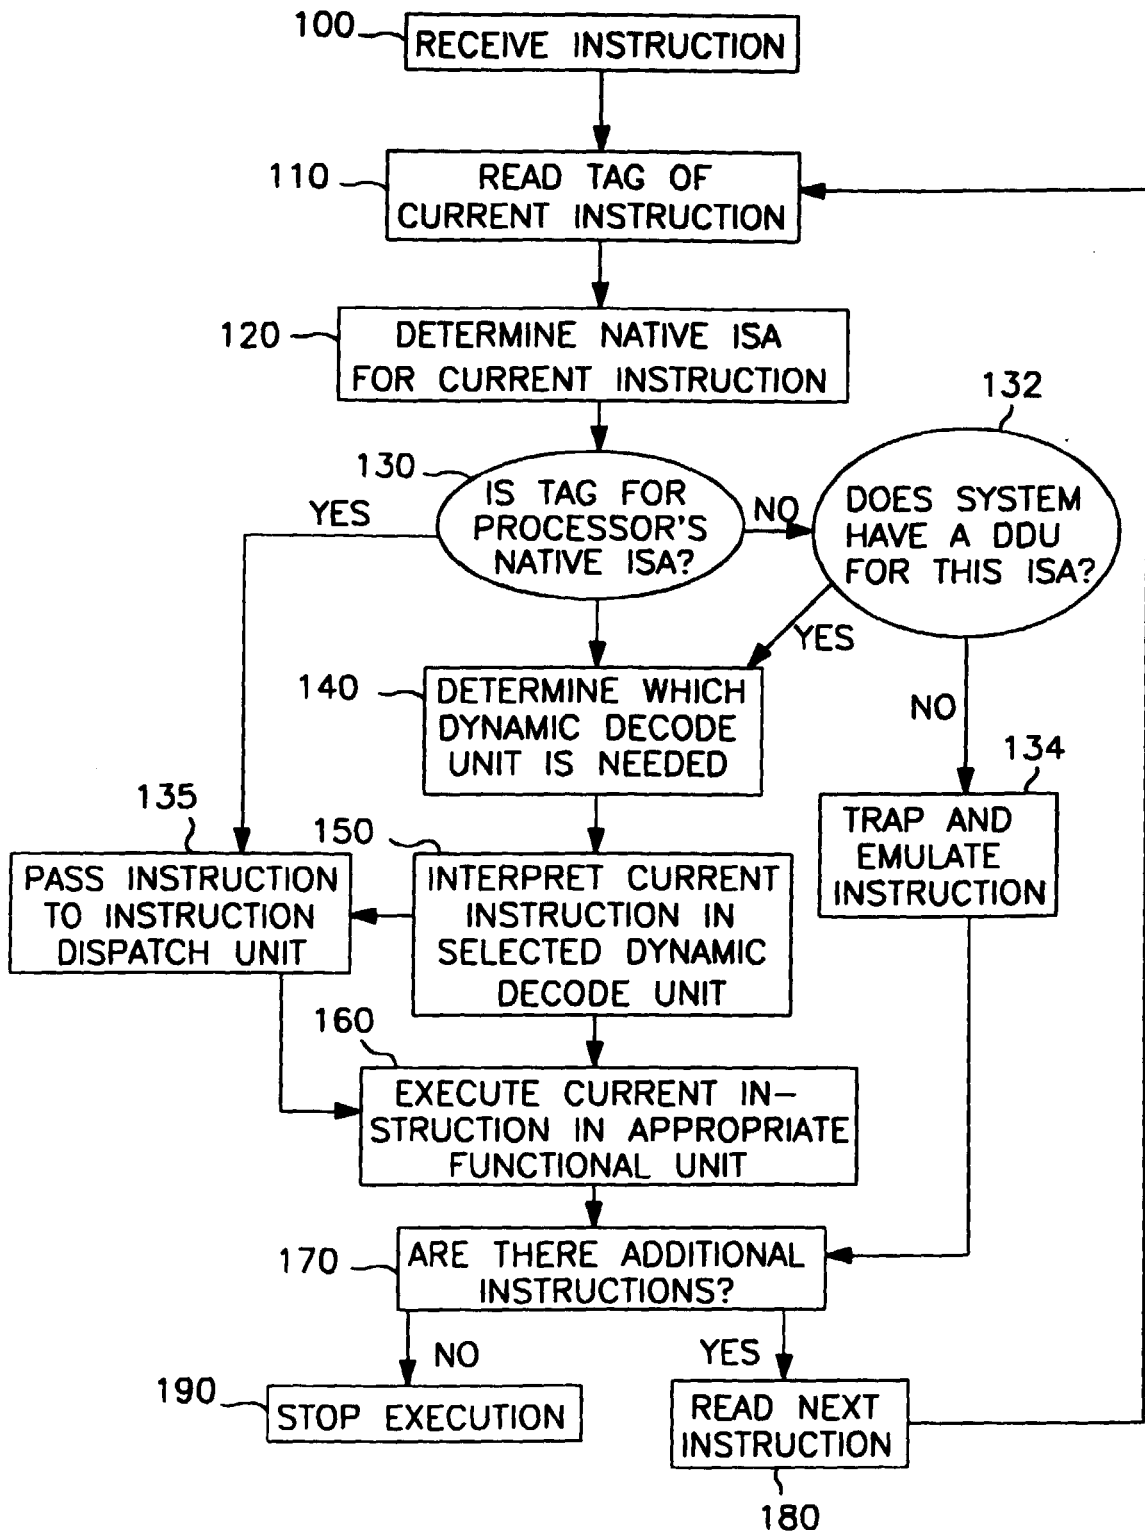 100
RECEIVE INSTRUCTION
110
READ TAG OF
CURRENT INSTRUCTION
120
DETERMINE NATIVE ISA
FOR CURRENT INSTRUCTION
130
IS TAG FOR
PROCESSOR'S
NATIVE ISA?
YES
NO
132
DOES SYSTEM
HAVE A DDU
FOR THIS ISA?
YES
NO
140
DETERMINE WHICH
DYNAMIC DECODE
UNIT IS NEEDED
134
TRAP AND
EMULATE
INSTRUCTION
135
PASS INSTRUCTION
TO INSTRUCTION
DISPATCH UNIT
150
INTERPRET CURRENT
INSTRUCTION IN
SELECTED DYNAMIC
DECODE UNIT
160
EXECUTE CURRENT IN-
STRUCTION IN APPROPRIATE
FUNCTIONAL UNIT
170
ARE THERE ADDITIONAL
INSTRUCTIONS?
NO
YES
190
STOP EXECUTION
READ NEXT
INSTRUCTION
180